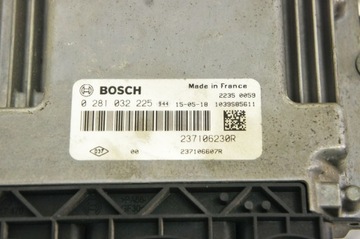 BOSCH
Made in France
2235 0059
0 281 032 225 944 15-05-18 1039S85611
237106230R
00
237106607R